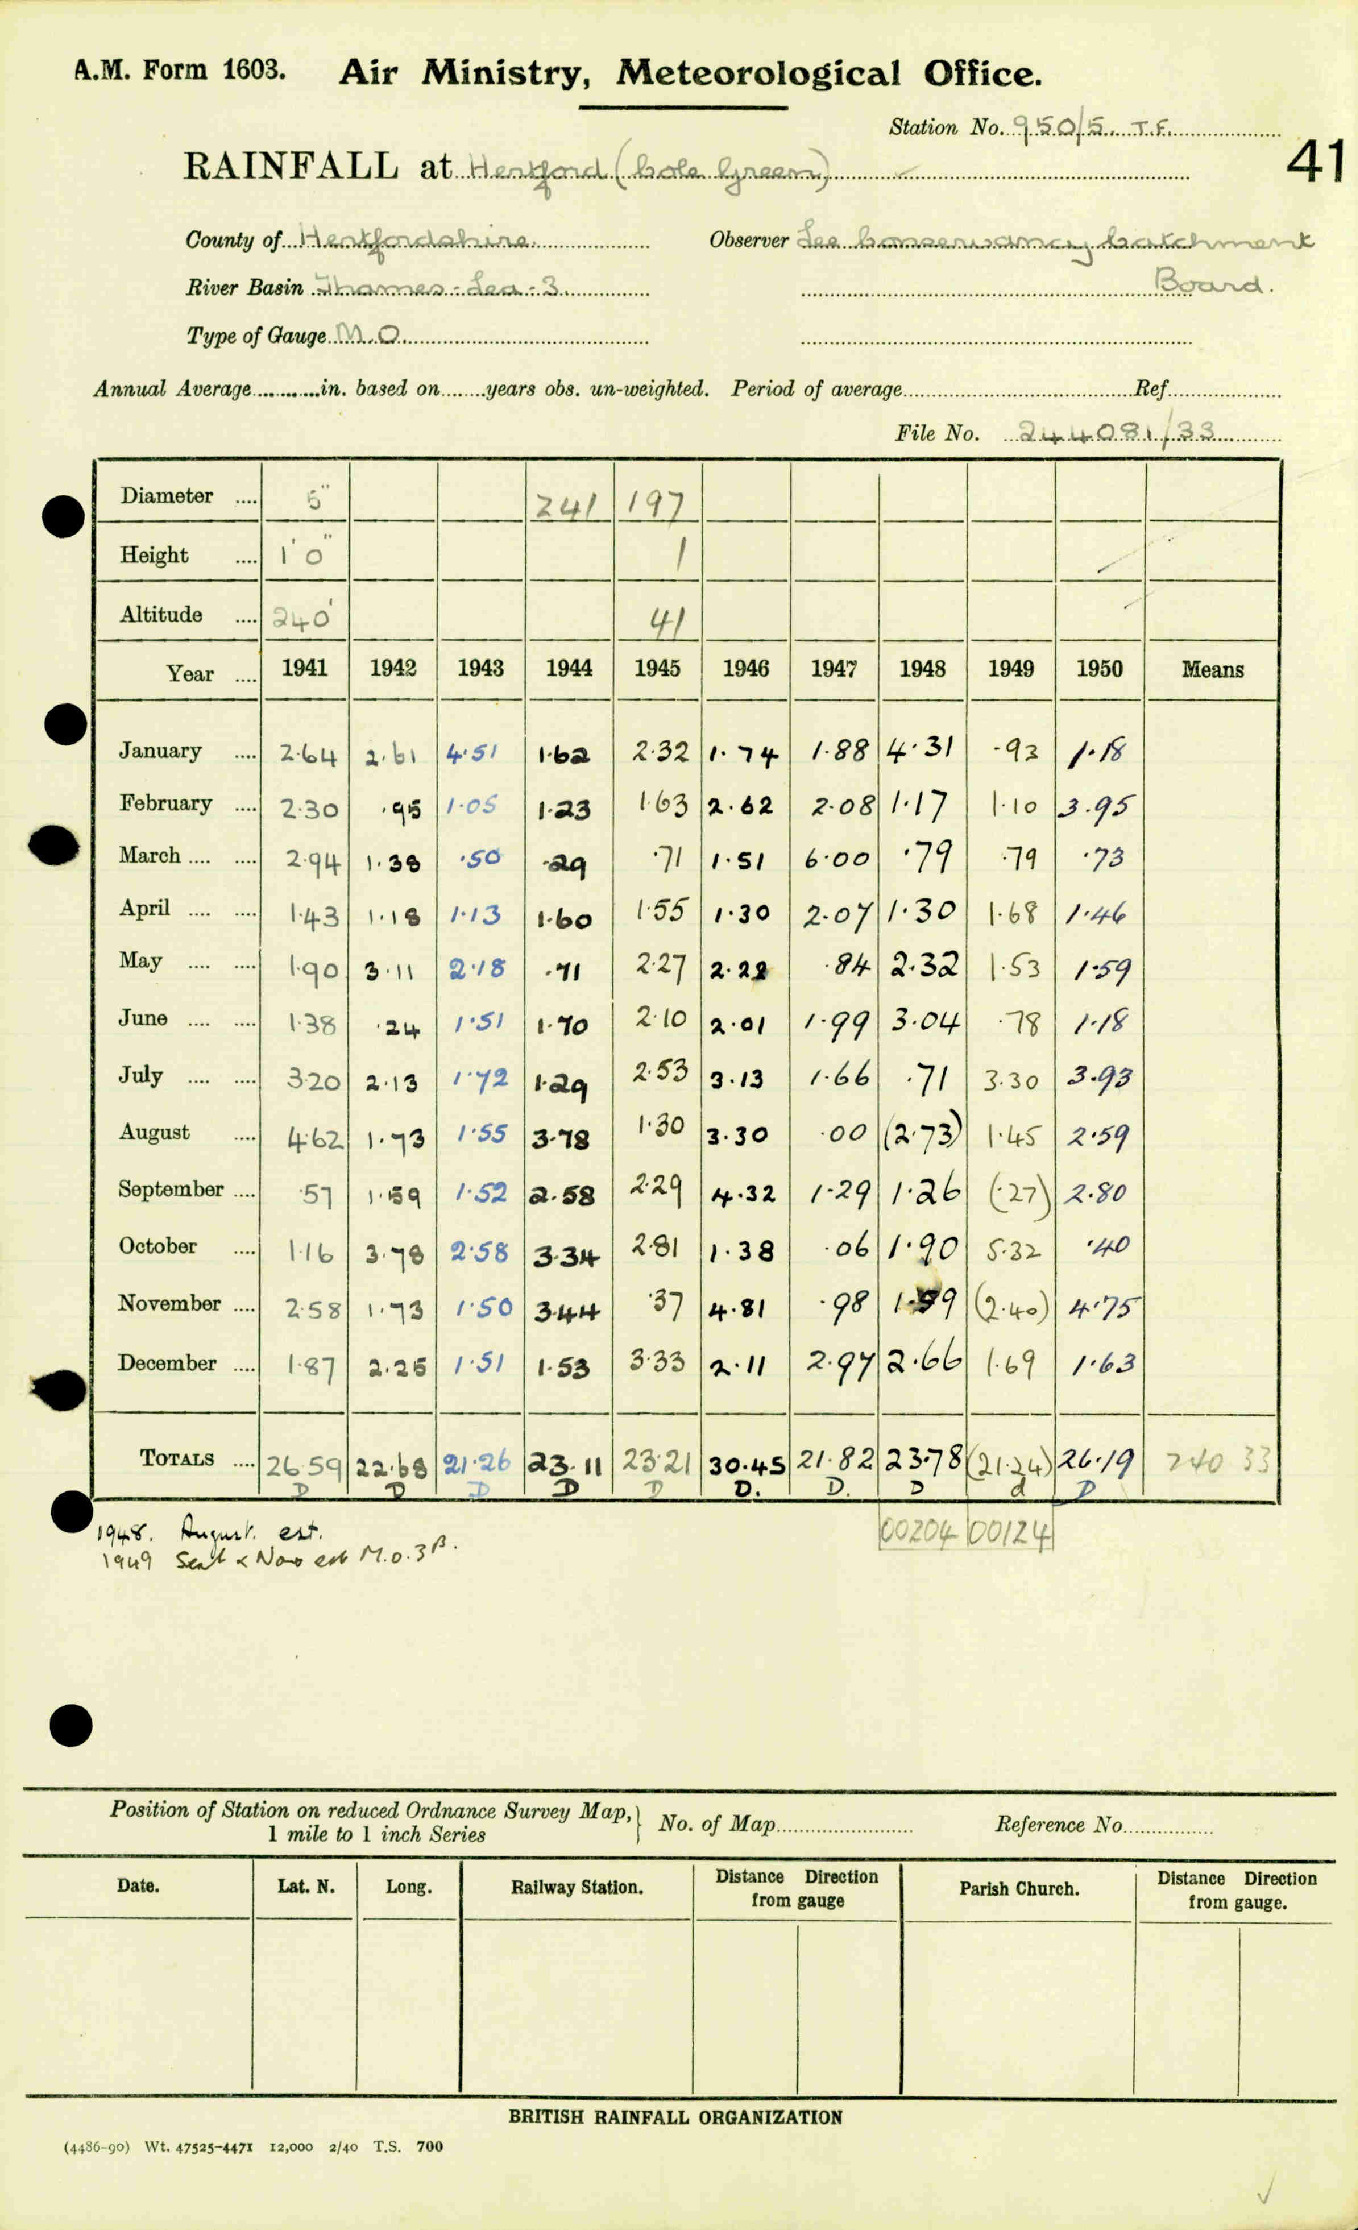 A.M. Form 1603. Air Ministry, Meteorological Office.
Station No. 950/5. T.F.
41
RAINFALL at Hertford (Cole Green)
County of Hertfordshire. Observer Lee Conservancy Catchment
River Basin Thames-Lea-3. Board.
Type of Gauge M.O
Annual Average in. based on years obs. un-weighted. Period of average Ref.
File No. 244081/33
Diameter 5" 241 197
Height 1' 0" 1
Altitude 240' 41
Year 1941 1942 1943 1944 1945 1946 1947 1948 1949 1950 Means
January 2.64 2.61 4.51 1.62 2.32 1.74 1.88 4.31 .93 1.18
February 2.30 .95 1.05 1.23 1.63 2.62 2.08 1.17 1.10 3.95
March 2.94 1.38 .50 .29 .71 1.51 6.00 .79 .79 .73
April 1.43 1.18 1.13 1.60 1.55 1.30 2.07 1.30 1.68 1.46
May 1.90 3.11 2.18 .71 2.27 2.22 .84 2.32 1.53 1.59
June 1.38 .24 1.51 1.70 2.10 2.01 1.99 3.04 .78 1.18
July 3.20 2.13 1.72 1.29 2.53 3.13 1.66 .71 3.30 3.93
August 4.62 1.73 1.55 3.78 1.30 3.30 .00 (2.73) 1.45 2.59
September .57 1.59 1.52 2.58 2.29 4.32 1.29 1.26 (.27) 2.80
October 1.16 3.78 2.58 3.34 2.81 1.38 .06 1.90 5.32 .40
November 2.58 1.73 1.50 3.44 .37 4.81 .98 1.59 (2.40) 4.75
December 1.87 2.25 1.51 1.53 3.33 2.11 2.97 2.66 1.69 1.63
TOTALS 26.59 22.68 21.26 23.11 23.21 30.45 21.82 23.78 (21.24) 26.19 240 33
D D D D D D. D. D d D
00204 00124
1948. August. est.
1949 Sept & Nov est M.O.3B.
Position of Station on reduced Ordnance Survey Map,
1 mile to 1 inch Series
No. of Map Reference No.
Date. Lat. N. Long. Railway Station. Distance Direction from gauge Parish Church. Distance Direction from gauge.
BRITISH RAINFALL ORGANIZATION
(4486-90) Wt. 47525-4471 12,000 2/40 T.S. 700